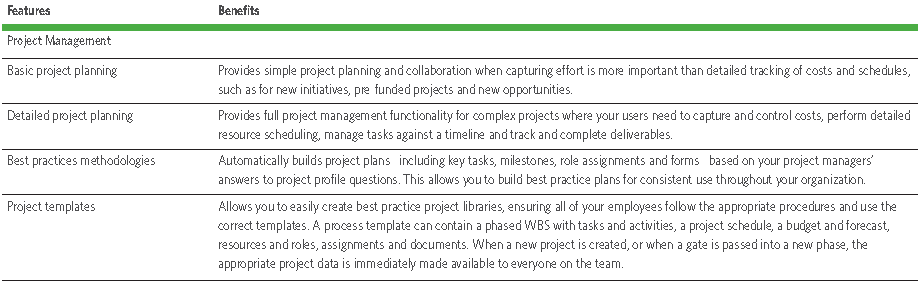 Features Benefits
Project Management
Basic project planning Provides simple project planning and collaboration when capturing effort is more important than detailed tracking of costs and schedules,
such as for new initiatives, pre funded projects and new opportunities.
Detailed project planning Provides full project management functionality for complex projects where your users need to capture and control costs, perform detailed
resource scheduling, manage tasks against a timeline and track and complete deliverables.
Best practices methodologies Automatically builds project plans including key tasks, milestones, role assignments and forms based on your project managers’
answers to project profile questions. This allows you to build best practice plans for consistent use throughout your organization.
Project templates Allows you to easily create best practice project libraries, ensuring all of your employees follow the appropriate procedures and use the
correct templates. A process template can contain a phased WBS with tasks and activities, a project schedule, a budget and forecast,
resources and roles, assignments and documents. When a new project is created, or when a gate is passed into a new phase, the
appropriate project data is immediately made available to everyone on the team.